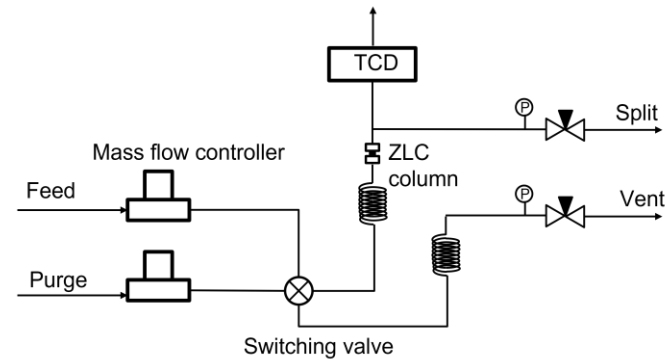 TCD
P
Split
Mass flow controller
ZLC
column
Feed
P
Vent
Purge
Switching valve